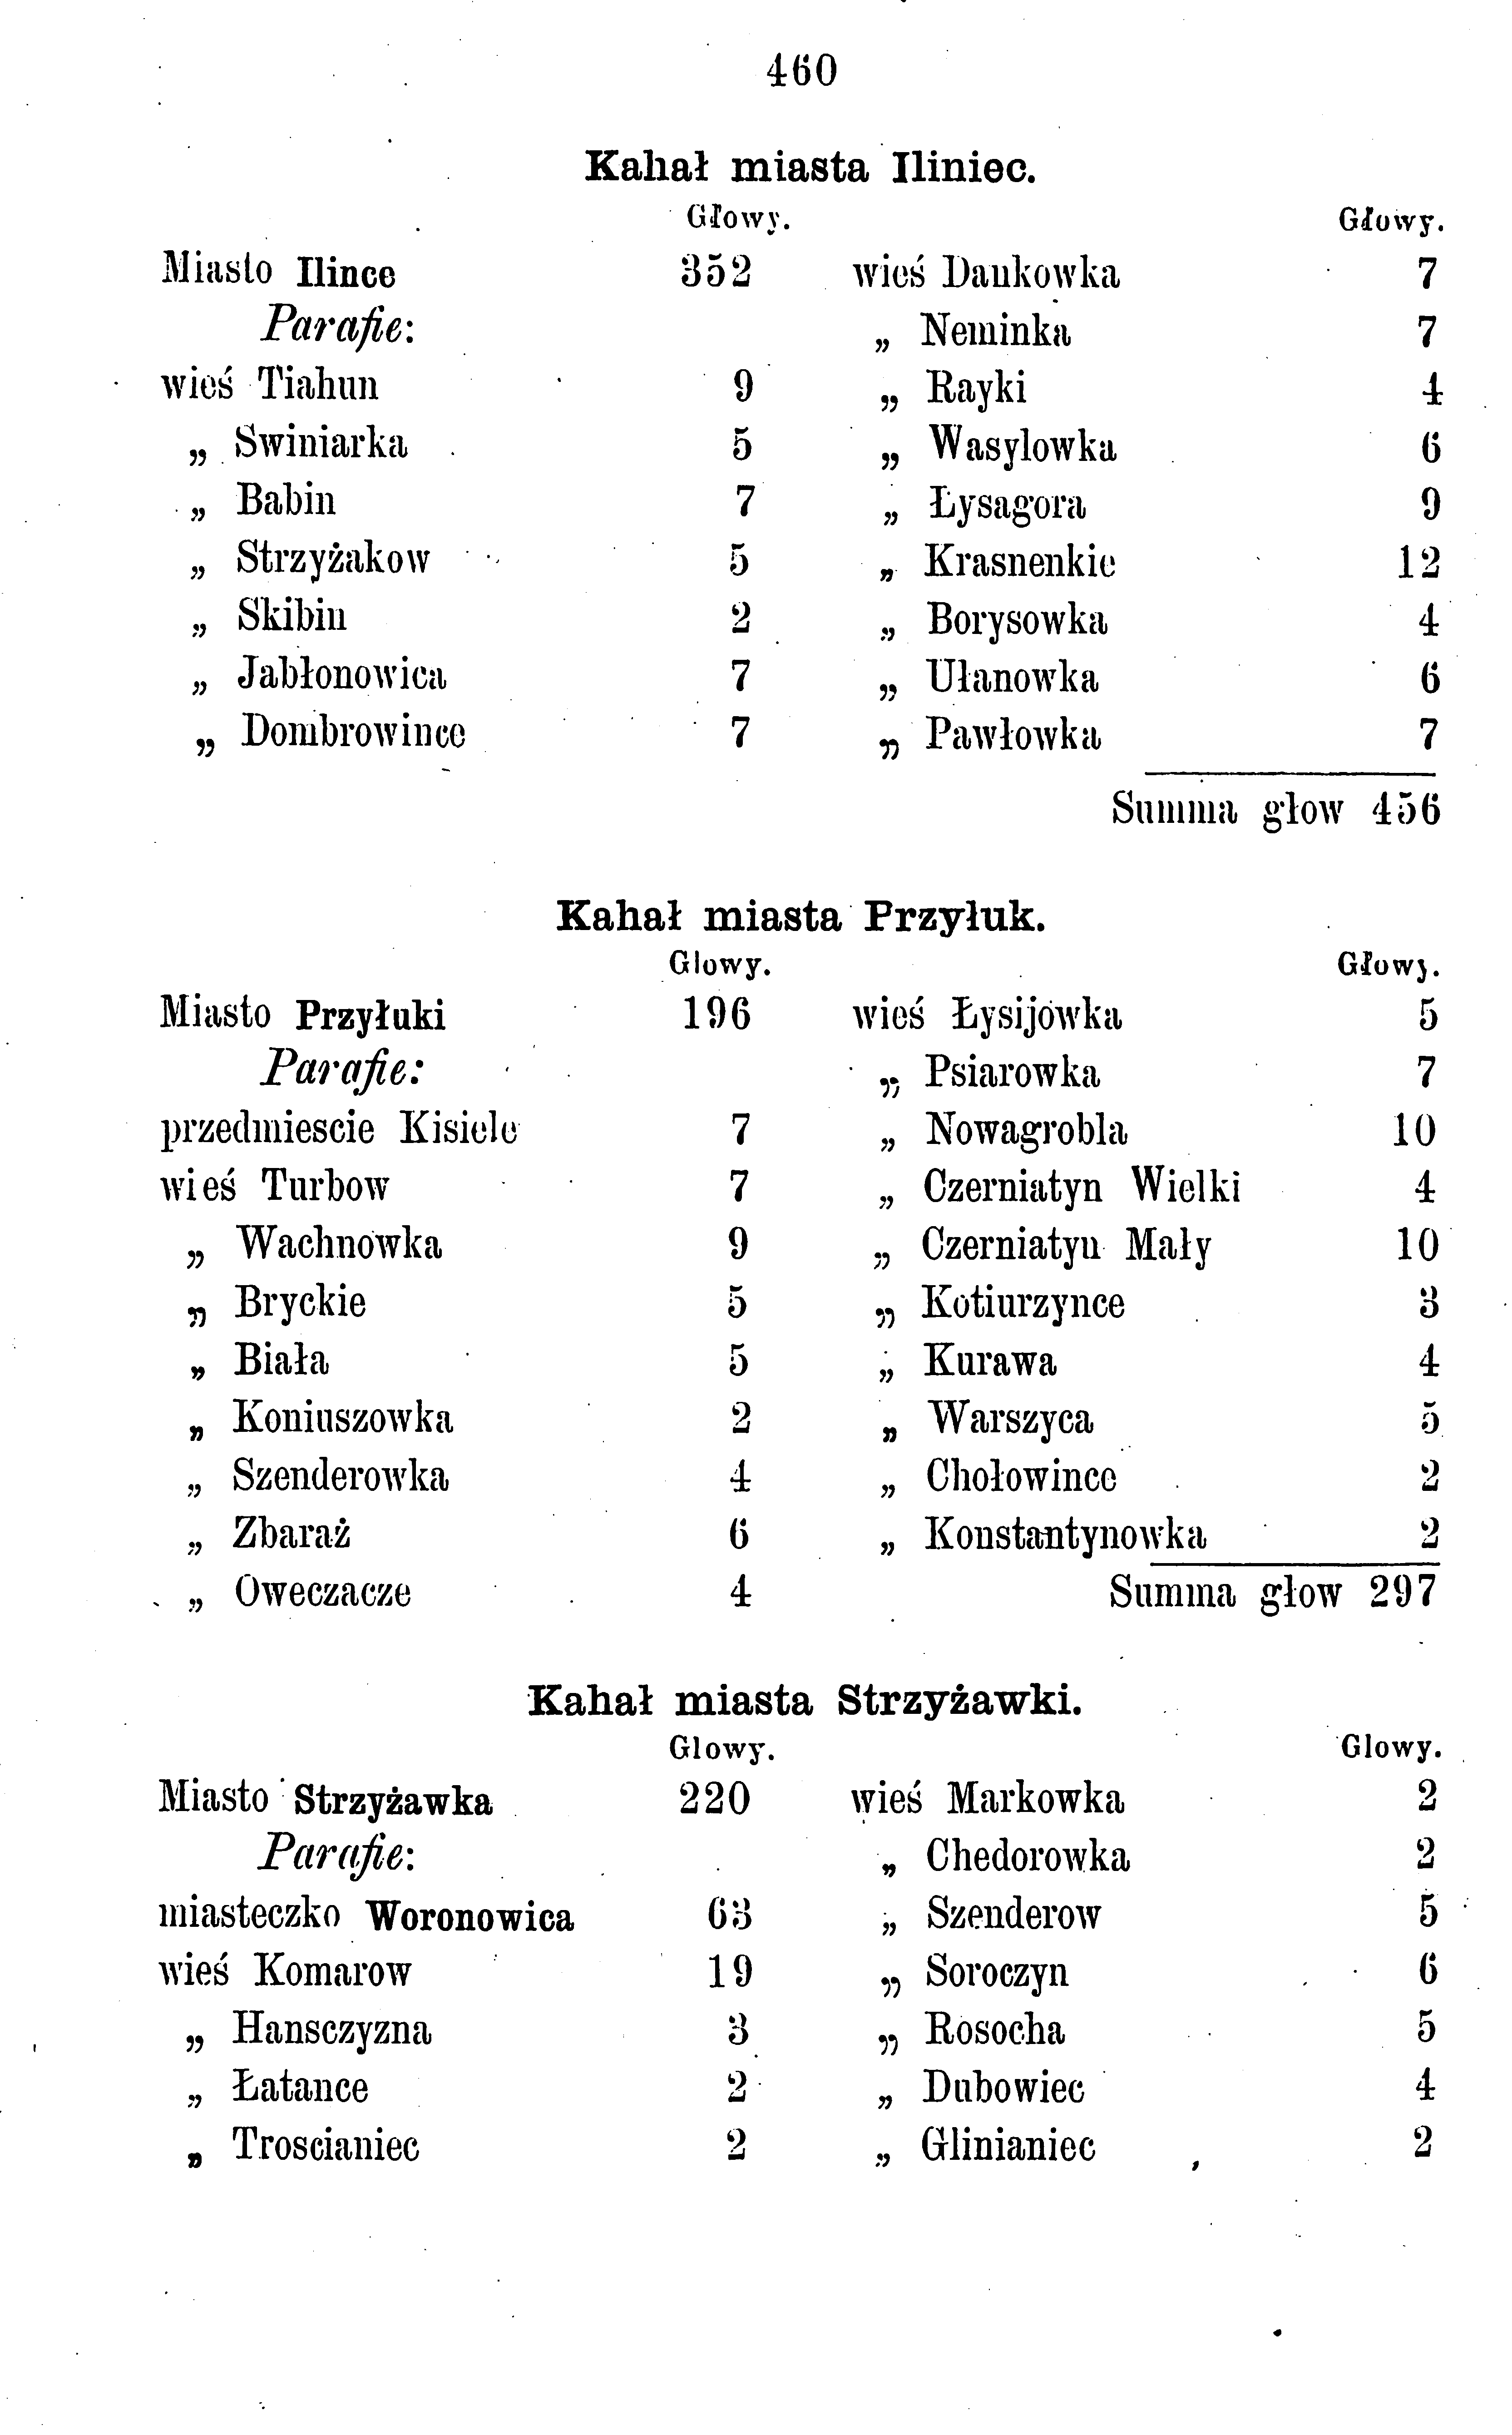 460
Kahał miasta Iliniec.
Głowy. Głowy.
Miasto Ilince 352
Parafie:
wieś Tiahun 9
„ Swiniarka 5
„ Babin 7
„ Strzyżakow 5
„ Skibin 2
„ Jabłonowica 7
„ Dombrowince 7
wieś Daukowka 7
„ Neminka 7
„ Rayki 4
„ Wasylowka 6
„ Łysagora 9
„ Krasnenkie 12
„ Borysowka 4
„ Ułanowka 6
„ Pawłowka 7
Summa głow 456
Kahał miasta Przyłuk.
Glowy. Głowy.
Miasto Przyłuki 196
Parafie:
przedmiescie Kisiele 7
wieś Turbow 7
„ Wachnowka 9
„ Bryckie 5
„ Biała 5
„ Koniuszowka 2
„ Szenderowka 4
„ Zbaraż 6
„ Oweczacze 4
wieś Łysijowka 5
„ Psiarowka 7
„ Nowagrobla 10
„ Czerniatyn Wielki 4
„ Czerniatyn Mały 10
„ Kotiurzynce 3
„ Kurawa 4
„ Warszyca 5
„ Chołowince 2
„ Konstantynowka 2
Summa głow 297
Kahał miasta Strzyżawki.
Glowy. Glowy.
Miasto Strzyżawka 220
Parafie:
miasteczko Woronowica 63
wieś Komarow 19
„ Hansczyzna 3
„ Łatance 2
„ Troscianiec 2
wieś Markowka 2
„ Chedorowka 2
„ Szenderow 5
„ Soroczyn 6
„ Rosocha 5
„ Dubowiec 4
„ Glinianiec 2